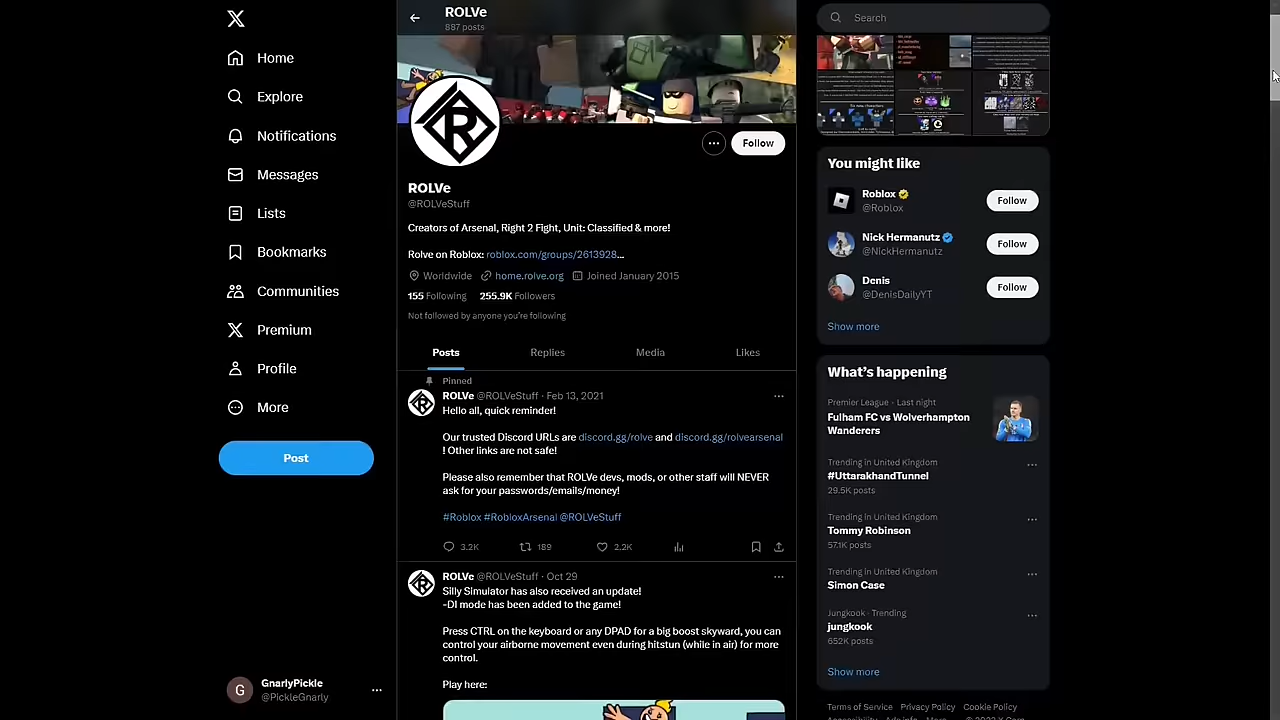 Home
Explore
Notifications
Messages
Lists
Bookmarks
Communities
Premium
Profile
More
Post
GnarlyPickle
@PickleGnarly
ROLVe
887 posts
Follow
ROLVe
@ROLVeStuff
Creators of Arsenal, Right 2 Fight, Unit: Classified & more!
Rolve on Roblox: roblox.com/groups/2613928…
Worldwide home.rolve.org Joined January 2015
155 Following 255.9K Followers
Not followed by anyone you're following
Posts Replies Media Likes
Pinned
ROLVe @ROLVeStuff · Feb 13, 2021
Hello all, quick reminder!
Our trusted Discord URLs are discord.gg/rolve and discord.gg/rolvearsenal
! Other links are not safe!
Please also remember that ROLVe devs, mods, or other staff will NEVER
ask for your passwords/emails/money!
#Roblox #RobloxArsenal @ROLVeStuff
3.2K 189 2.2K
ROLVe @ROLVeStuff · Oct 29
Silly Simulator has also received an update!
-DI mode has been added to the game!
Press CTRL on the keyboard or any DPAD for a big boost skyward, you can
control your airborne movement even during hitstun (while in air) for more
control.
Play here:
Search
You might like
Roblox
@Roblox
Follow
Nick Hermanutz
@NickHermanutz
Follow
Denis
@DenisDailyYT
Follow
Show more
What's happening
Premier League · Last night
Fulham FC vs Wolverhampton
Wanderers
Trending in United Kingdom
#UttarakhandTunnel
29.5K posts
Trending in United Kingdom
Tommy Robinson
57.1K posts
Trending in United Kingdom
Simon Case
Jungkook · Trending
jungkook
652K posts
Show more
Terms of Service Privacy Policy Cookie Policy